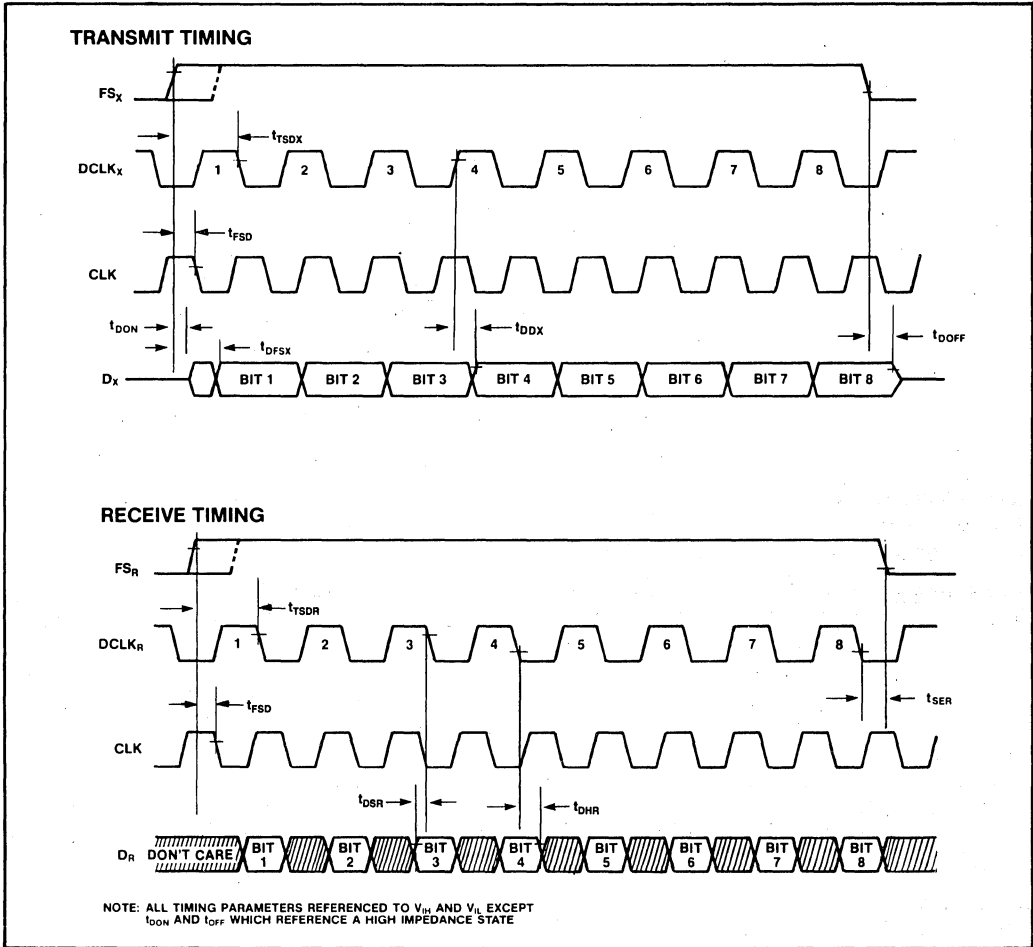 TRANSMIT TIMING
FSX
tTSDX
DCLKX
1 2 3 4 5 6 7 8
tFSD
CLK
tDON
tDDX
tDOFF
tDFSX
DX
BIT 1 BIT 2 BIT 3 BIT 4 BIT 5 BIT 6 BIT 7 BIT 8
RECEIVE TIMING
FSR
tTSDR
DCLKR
1 2 3 4 5 6 7 8
tFSD
tSER
CLK
tDSR
tDHR
DR DON'T CARE BIT 1 BIT 2 BIT 3 BIT 4 BIT 5 BIT 6 BIT 7 BIT 8
NOTE: ALL TIMING PARAMETERS REFERENCED TO VIH AND VIL EXCEPT
tDON AND tOFF WHICH REFERENCE A HIGH IMPEDANCE STATE